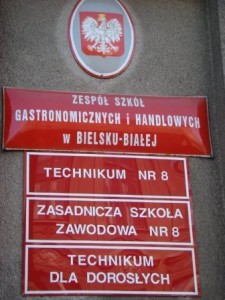 ZESPÓŁ SZKÓŁ
GASTRONOMICZNYCH i HANDLOWYCH
w BIELSKU-BIAŁEJ
TECHNIKUM NR 8
ZASADNICZA SZKOŁA
ZAWODOWA NR 8
TECHNIKUM
DLA DOROSŁYCH